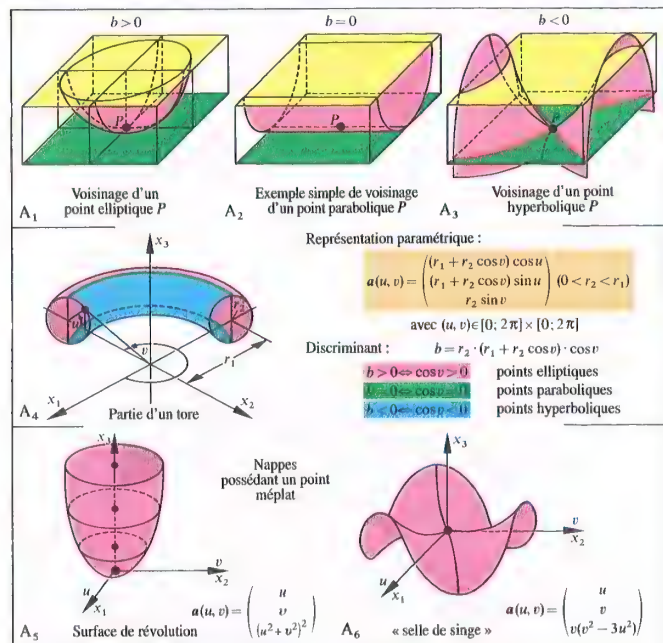 b > 0
b = 0
b < 0
P
P
P
A₁
Voisinage d'un
point elliptique P
A₂
Exemple simple de voisinage
d'un point parabolique P
A₃
Voisinage d'un point
hyperbolique P
x₃
r₂
v
r₁
x₁
x₂
A₄
Partie d'un tore
Représentation paramétrique :
a(u, v) = ( (r₁ + r₂ cos v) cos u
(r₁ + r₂ cos v) sin u
r₂ sin v ) (0 < r₂ < r₁)
avec (u, v) ∈ [0; 2π] × [0; 2π]
Discriminant : b = r₂ · (r₁ + r₂ cos v) · cos v
b > 0 ⇔ cos v > 0 points elliptiques
b = 0 ⇔ cos v = 0 points paraboliques
b < 0 ⇔ cos v < 0 points hyperboliques
x₃
v
x₂
u
x₁
A₅
Surface de révolution
a(u, v) = ( u
v
(u² + v²)² )
Nappes
possédant un point
méplat
x₃
v
x₂
u
x₁
A₆
« selle de singe »
a(u, v) = ( u
v
v(v² − 3u²) )